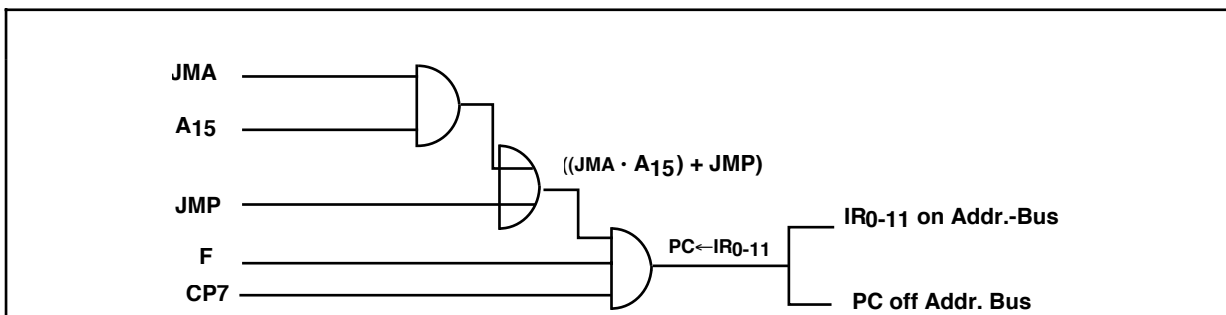 JMA
A15
((JMA · A15) + JMP)
JMP
IR0-11 on Addr.-Bus
PC←IR0-11
F
CP7
PC off Addr. Bus